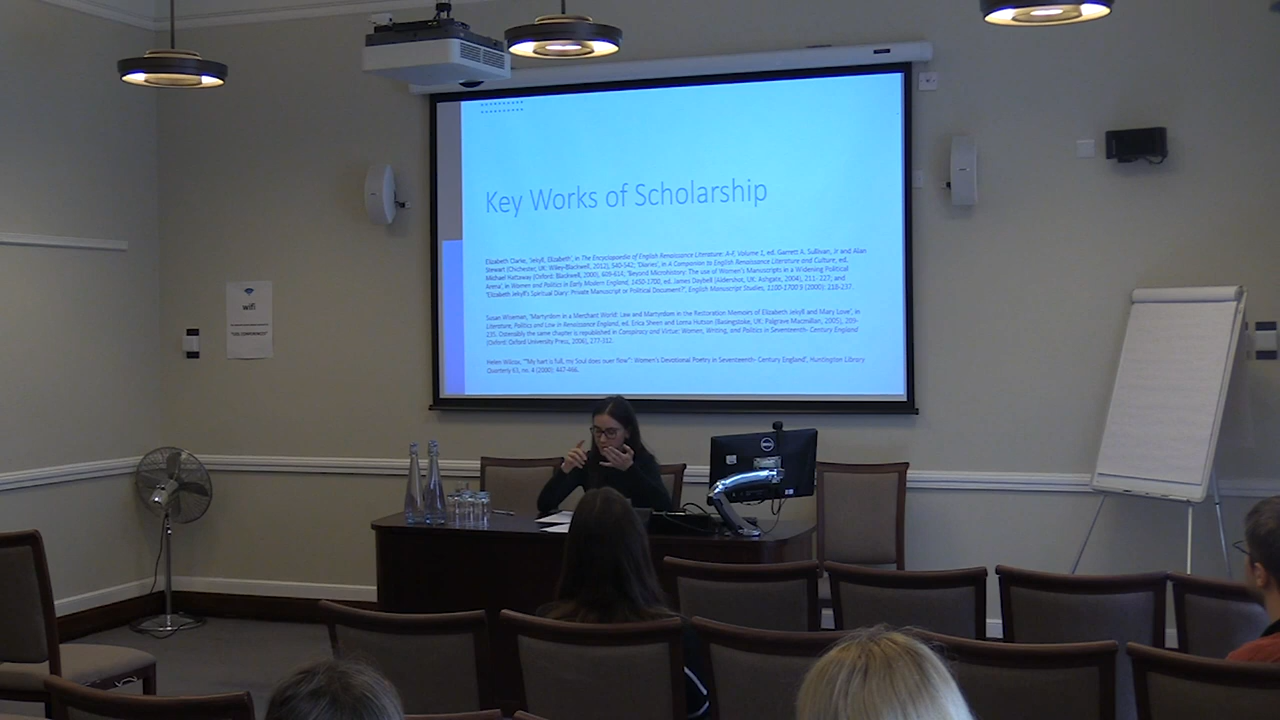 Key Works of Scholarship
Elizabeth Clarke, 'Jekyll, Elizabeth', in The Encyclopaedia of English Renaissance Literature: A-F, Volume 1, ed. Garrett A. Sullivan, Jr and Alan
Stewart (Chichester, UK: Wiley-Blackwell, 2012), 540-542; 'Diaries', in A Companion to English Renaissance Literature and Culture, ed.
Michael Hattaway (Oxford: Blackwell, 2000), 609-614; 'Beyond Microhistory: The use of Women's Manuscripts in a Widening Political
Arena', in Women and Politics in Early Modern England, 1450-1700, ed. James Daybell (Aldershot, UK: Ashgate, 2004), 211-227; and
'Elizabeth Jekyll's Spiritual Diary: Private Manuscript or Political Document?', English Manuscript Studies, 1100-1700 9 (2000): 218-237.
Susan Wiseman, 'Martyrdom in a Merchant World: Law and Martyrdom in the Restoration Memoirs of Elizabeth Jekyll and Mary Love', in
Literature, Politics and Law in Renaissance England, ed. Erica Sheen and Lorna Hutson (Basingstoke, UK: Palgrave Macmillan, 2005), 209-
235. Ostensibly the same chapter is republished in Conspiracy and Virtue: Women, Writing, and Politics in Seventeenth- Century England
(Oxford: Oxford University Press, 2006), 277-312.
Helen Wilcox, '"My hart is full, my Soul does ouer flow": Women's Devotional Poetry in Seventeenth- Century England', Huntington Library
Quarterly 63, no. 4 (2000): 447-466.
wifi
DELL